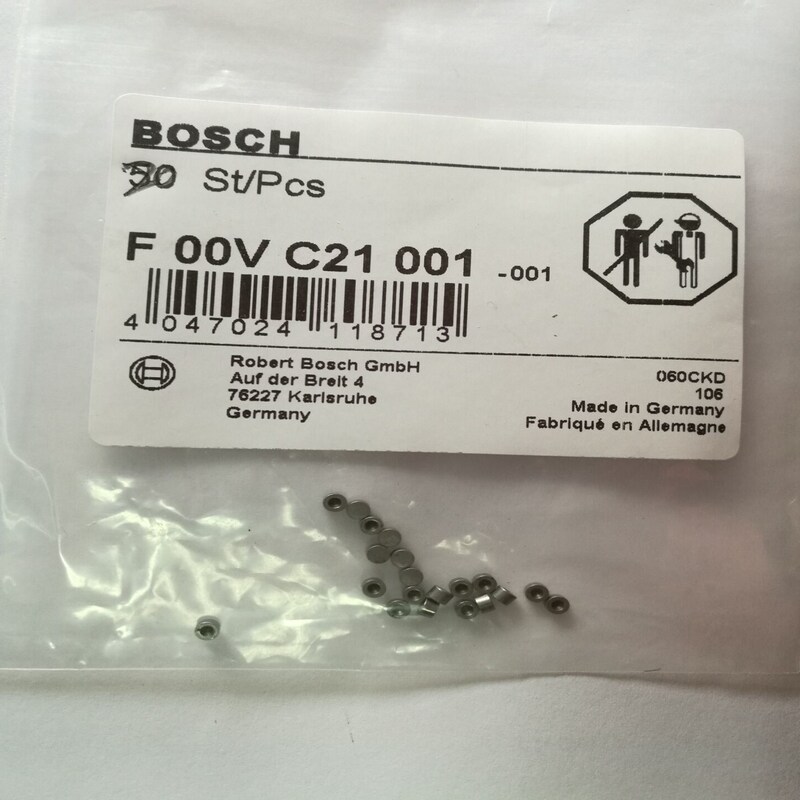 BOSCH
50 St/Pcs
F 00V C21 001 -001
4 047024 118713
Robert Bosch GmbH
Auf der Breit 4
76227 Karlsruhe
Germany
060CKD
106
Made in Germany
Fabriqué en Allemagne